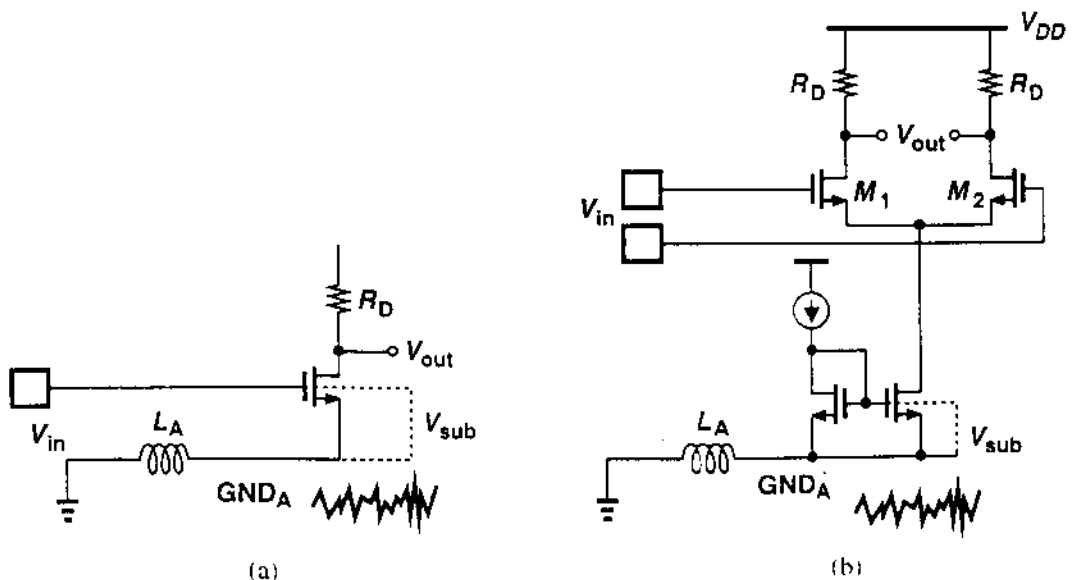 R_D
V_out
V_in
L_A
V_sub
GND_A
(a)
V_DD
R_D
R_D
V_out
V_in
M_1
M_2
L_A
V_sub
GND_A
(b)